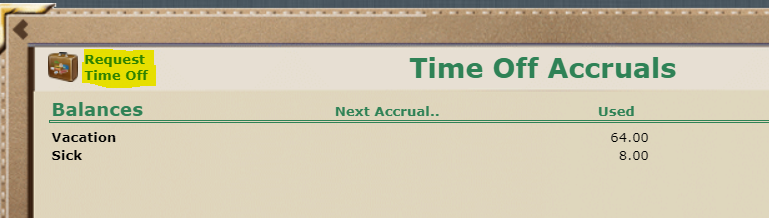 Request
Time Off
Time Off Accruals
Balances Next Accrual.. Used
Vacation 64.00
Sick 8.00